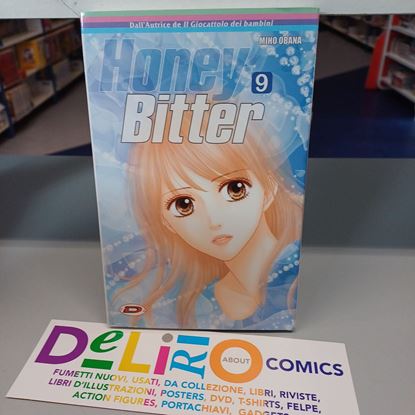 Dall'Autrice de Il Giocattolo dei bambini
MIHO OBANA
Honey
9
Bitter
D
DeLiRiO
ABOUT
COMICS
FUMETTI NUOVI, USATI, DA COLLEZIONE, LIBRI, RIVISTE,
LIBRI D'ILLUSTRAZIONI, POSTERS, DVD, T-SHIRTS, FELPE,
ACTION FIGURES, PORTACHIAVI, GADGETS